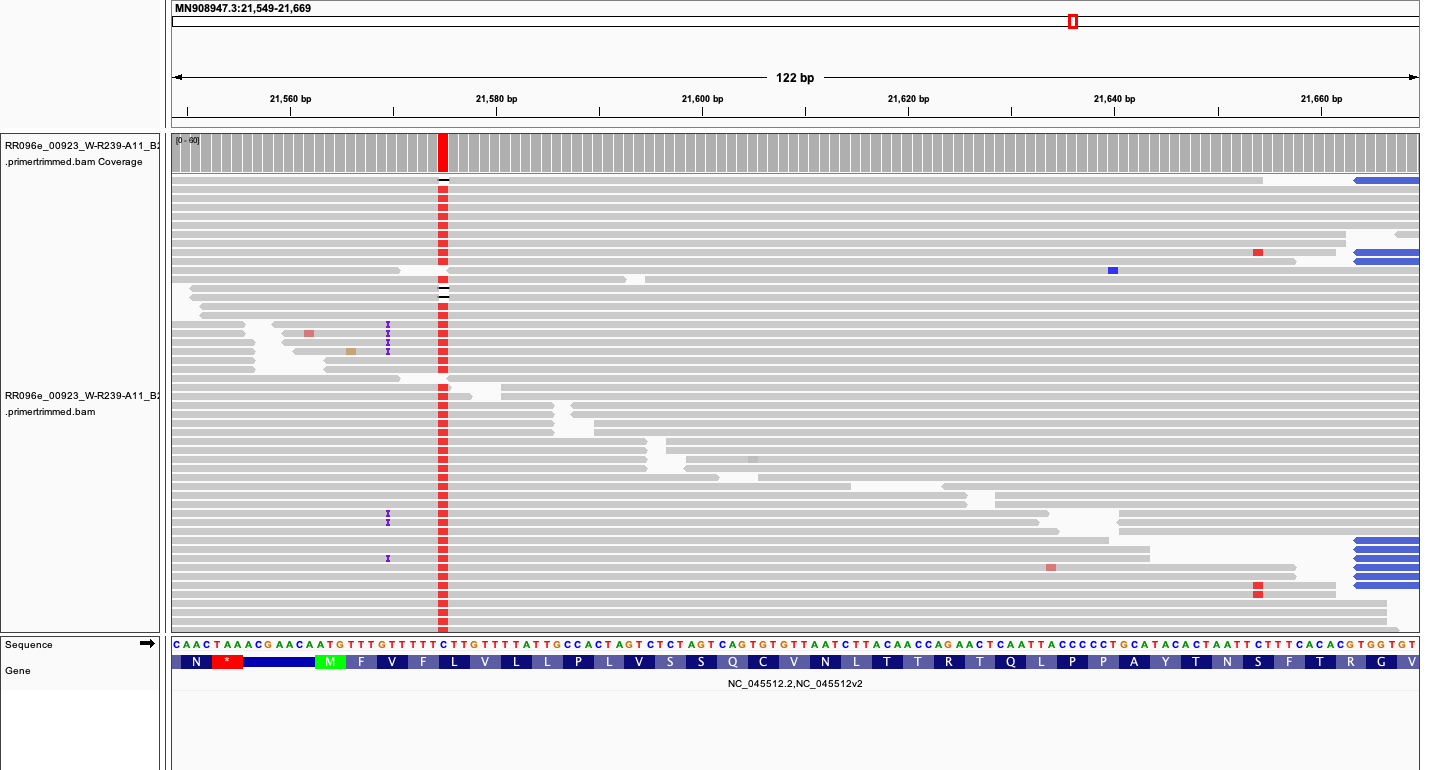 MN908947.3:21,549-21,669
122 bp
21,560 bp 21,580 bp 21,600 bp 21,620 bp 21,640 bp 21,660 bp
[0 - 60]
RR096e_00923_W-R239-A11_B2
.primertrimmed.bam Coverage
RR096e_00923_W-R239-A11_B2
.primertrimmed.bam
Sequence
C A A C T A A A C G A A C A A T G T T T G T T T T T C T T G T T T T A T T G C C A C T A G T C T C T A G T C A G T G T G T T A A T C T T A C A A C C A G A A C T C A A T T A C C C C C T G C A T A C A C T A A T T C T T T C A C A C G T G G T G T
Gene
N * M F V F L V L L P L V S S Q C V N L T T R T Q L P P A Y T N S F T R G V
NC_045512.2,NC_045512v2